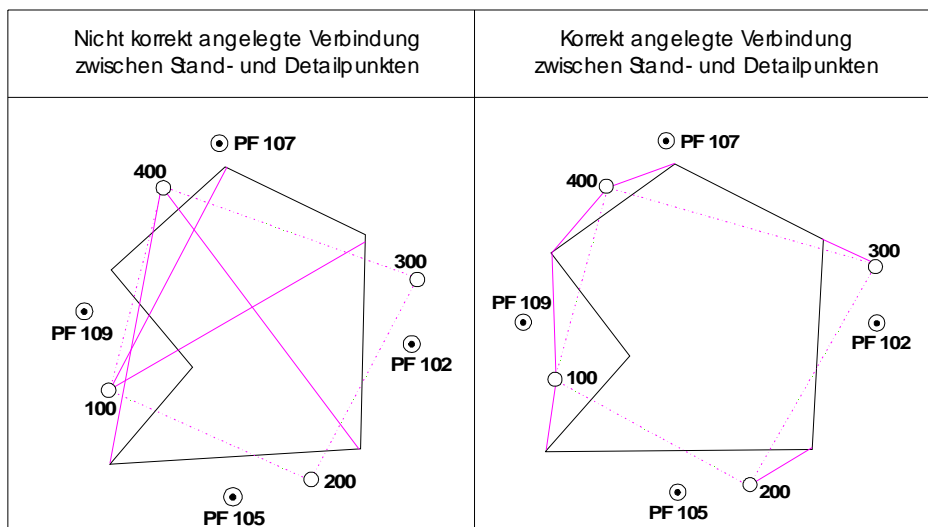 Nicht korrekt angelegte Verbindung
zwischen Stand- und Detailpunkten
Korrekt angelegte Verbindung
zwischen Stand- und Detailpunkten
PF 107
400
300
PF 109
PF 102
100
200
PF 105
PF 107
400
300
PF 109
PF 102
100
200
PF 105